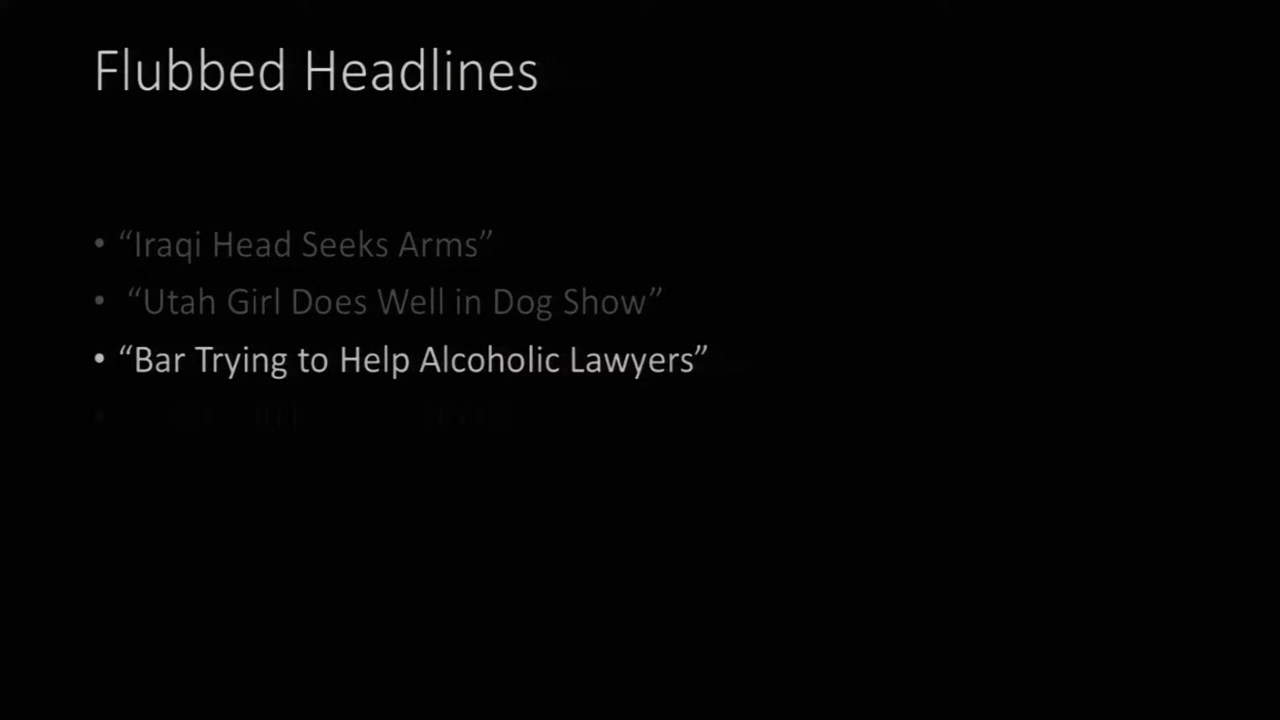 Flubbed Headlines
• “Iraqi Head Seeks Arms”
• “Utah Girl Does Well in Dog Show”
• “Bar Trying to Help Alcoholic Lawyers”